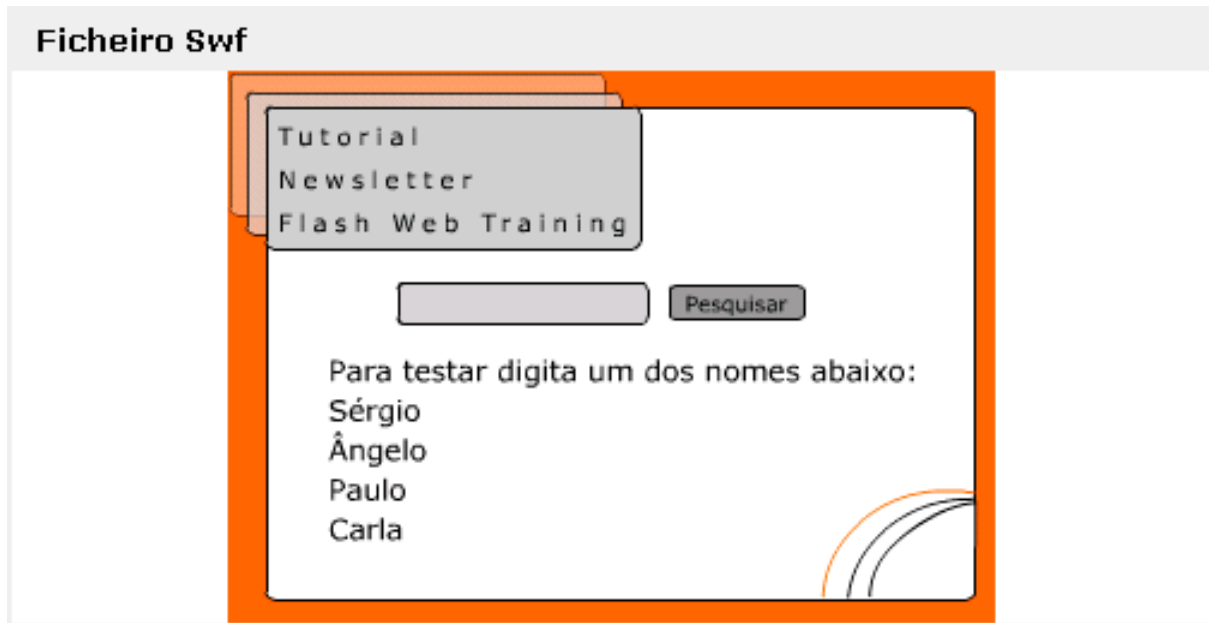 Ficheiro Swf
Tutorial
Newsletter
Flash Web Training
Pesquisar
Para testar digita um dos nomes abaixo:
Sérgio
Ângelo
Paulo
Carla